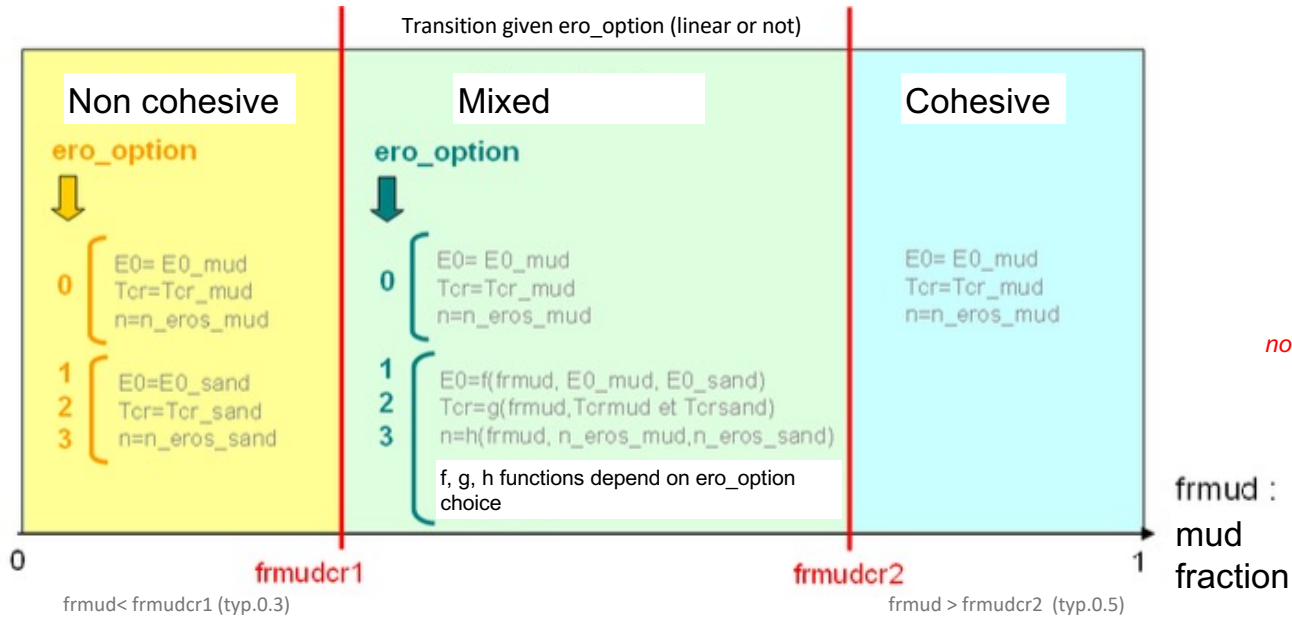 Transition given ero_option (linear or not)
Non cohesive
Mixed
Cohesive
ero_option
ero_option
0
E0= E0_mud
Tcr=Tcr_mud
n=n_eros_mud
0
E0= E0_mud
Tcr=Tcr_mud
n=n_eros_mud
E0= E0_mud
Tcr=Tcr_mud
n=n_eros_mud
no
1
2
3
E0=E0_sand
Tcr=Tcr_sand
n=n_eros_sand
1
2
3
E0=f(frmud, E0_mud, E0_sand)
Tcr=g(frmud,Tcrmud et Tcrsand)
n=h(frmud, n_eros_mud,n_eros_sand)
f, g, h functions depend on ero_option
choice
frmud :
mud
fraction
0
frmudcr1
frmudcr2
1
frmud< frmudcr1 (typ.0.3)
frmud > frmudcr2 (typ.0.5)